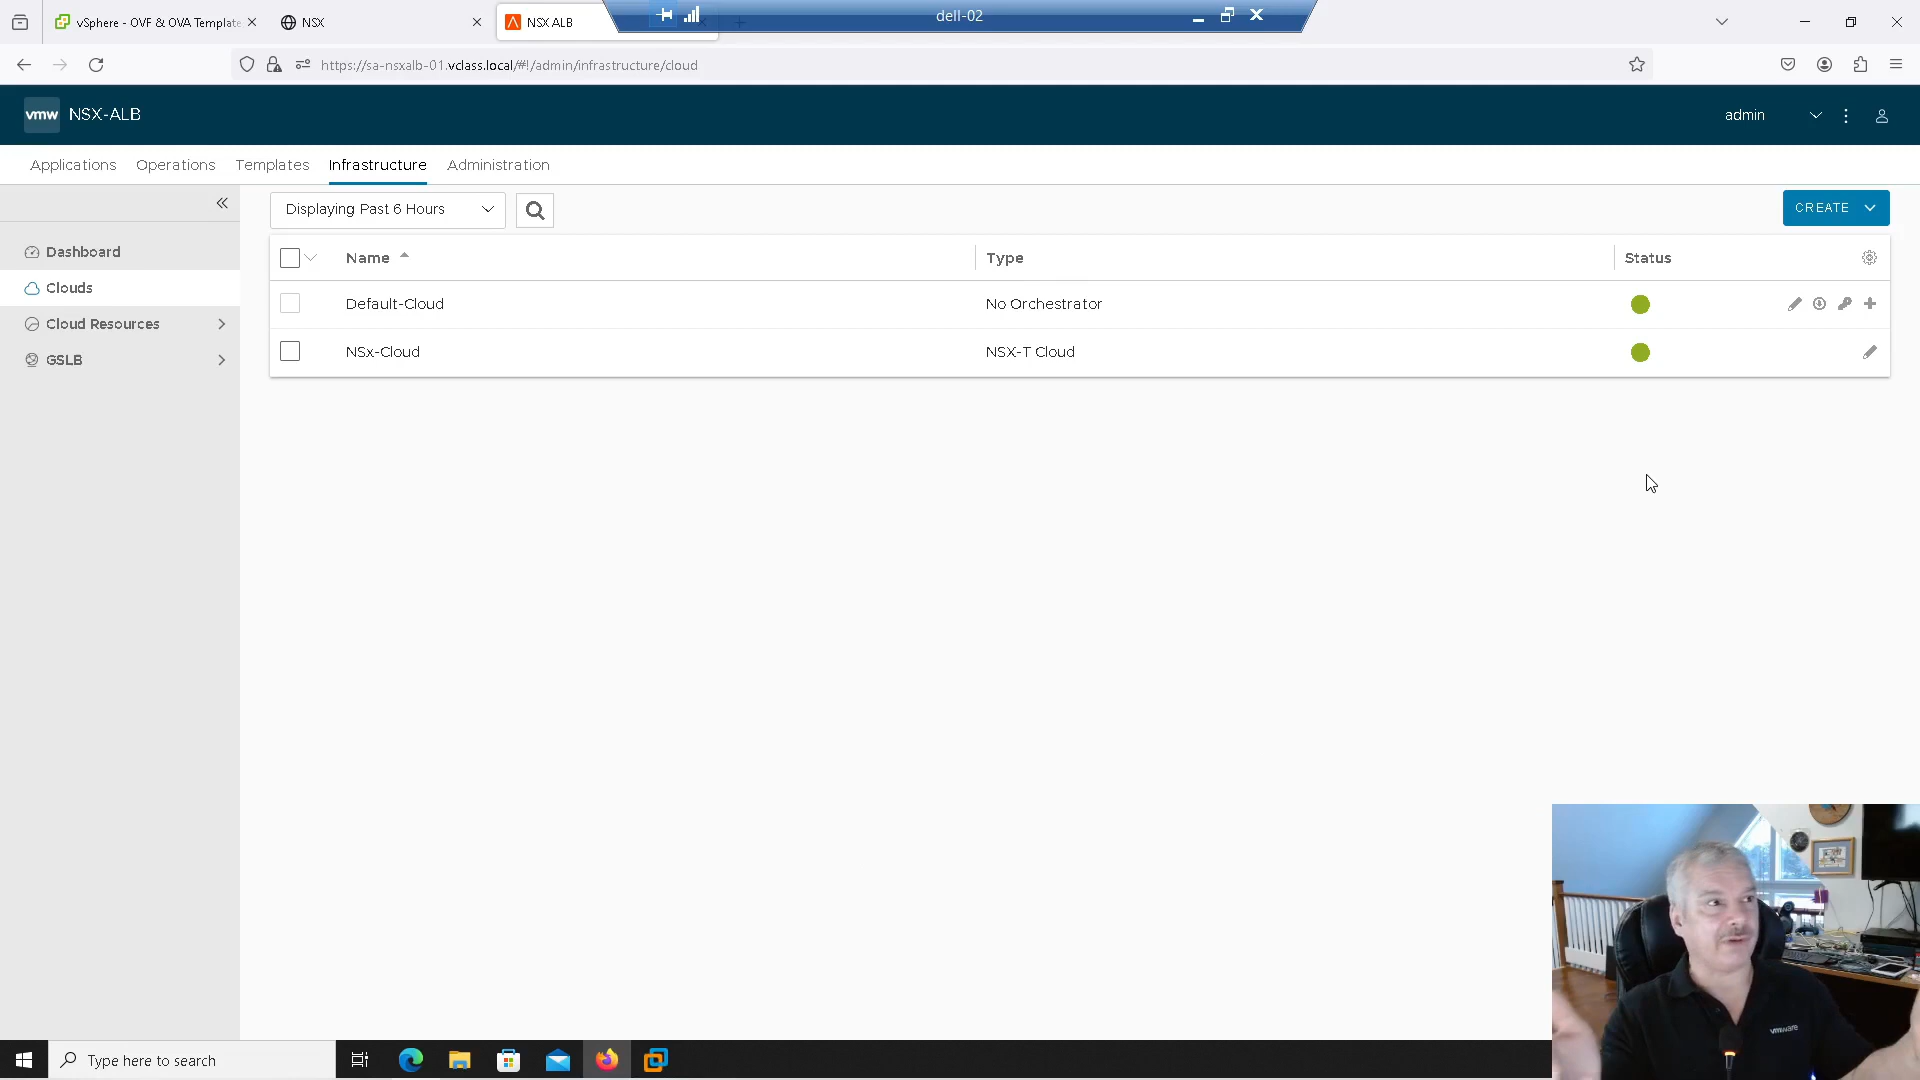 vSphere - OVF & OVA Template
NSX
NSX ALB
dell-02
https://sa-nsxalb-01.vclass.local/#!/admin/infrastructure/cloud
vmw NSX-ALB
admin
Applications Operations Templates Infrastructure Administration
Displaying Past 6 Hours
CREATE
Dashboard
Clouds
Cloud Resources
GSLB
Name Type Status
Default-Cloud No Orchestrator
NSx-Cloud NSX-T Cloud
vmware
Type here to search